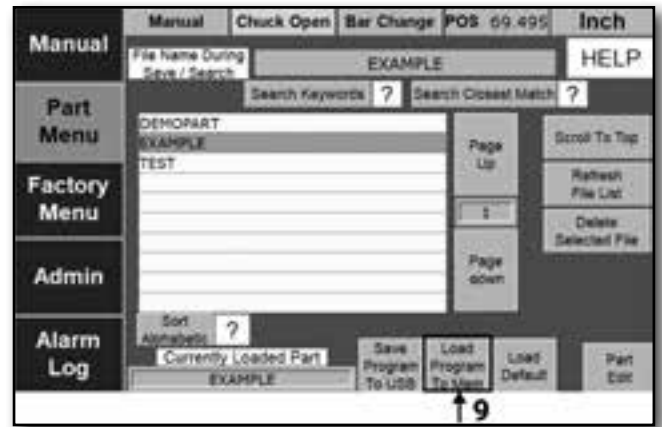 Manual
Chuck Open
Bar Change
POS 69.495
Inch
Manual
File Name During
Save / Search
EXAMPLE
HELP
Search Keywords
?
Search Closest Match
?
Part
Menu
DEMOPART
EXAMPLE
TEST
Page
Up
1
Page
down
Scroll To Top
Refresh
File List
Delete
Selected File
Factory
Menu
Admin
Sort
Alphabetic
?
Alarm
Log
Currently Loaded Part
EXAMPLE
Save
Program
To USB
Load
Program
To Mem
Load
Default
Part
Edit
9